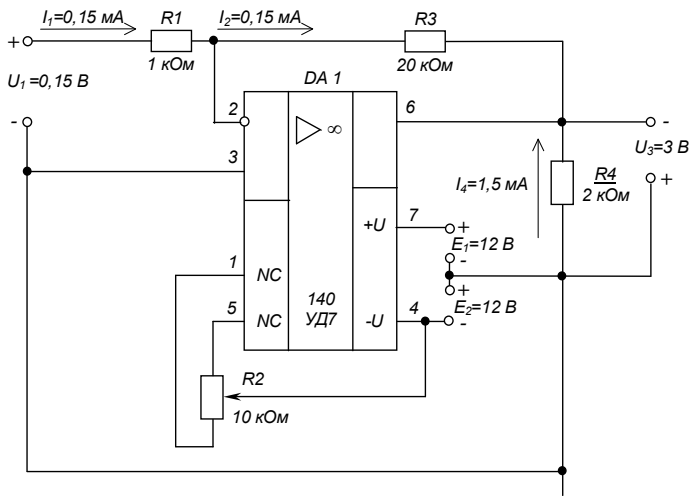 I₁=0,15 мА
R1
I₂=0,15 мА
R3
+
1 кОм
20 кОм
U₁ =0,15 В
DA 1
-
2
∞
6
-
3
U₃=3 В
I₄=1,5 мА
R4
2 кОм
+
7
+U
+
E₁=12 В
-
1
NC
+
E₂=12 В
5
NC
140
УД7
-U
4
-
R2
10 кОм